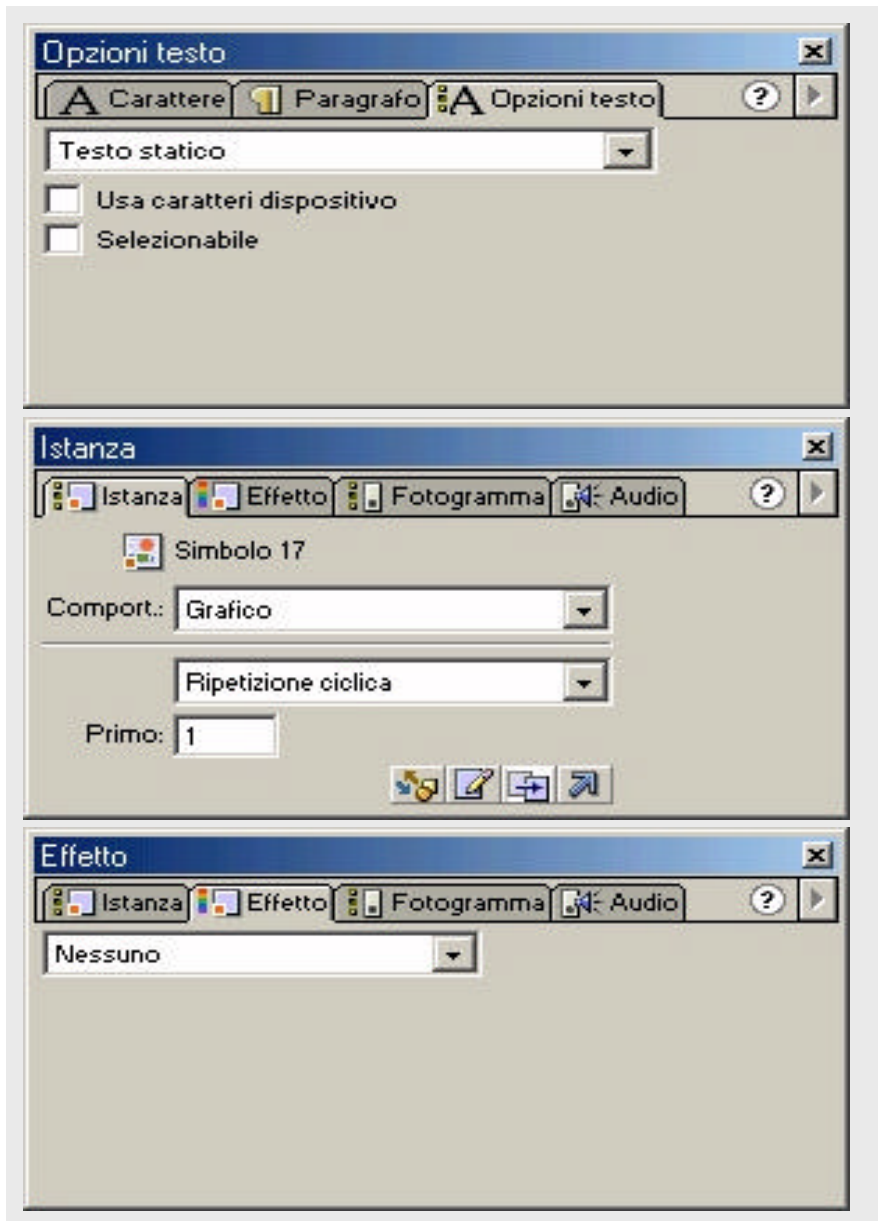 Opzioni testo
Carattere Paragrafo Opzioni testo ?
Testo statico
Usa caratteri dispositivo
Selezionabile
Istanza
Istanza Effetto Fotogramma Audio ?
Simbolo 17
Comport.: Grafico
Ripetizione ciclica
Primo: 1
Effetto
Istanza Effetto Fotogramma Audio ?
Nessuno